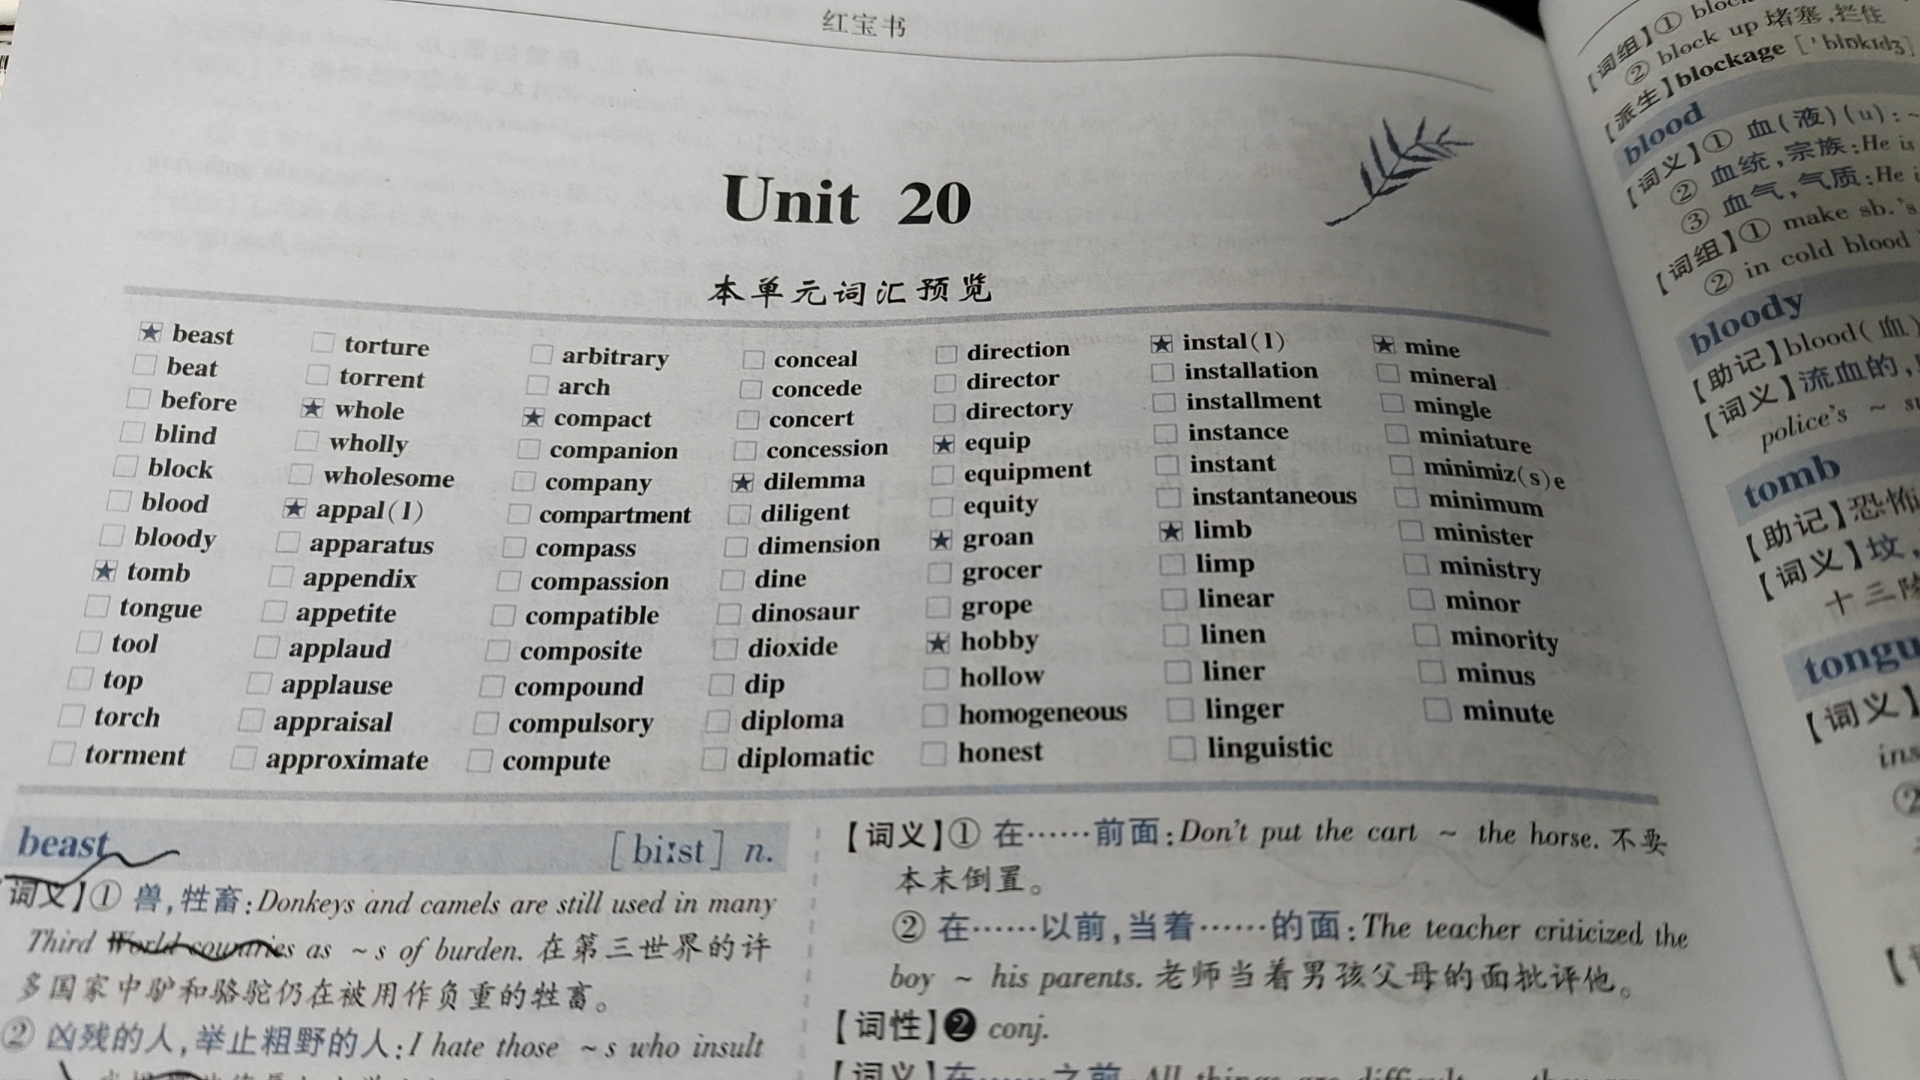 红宝书
Unit 20
本单元词汇预览
★ beast
□ beat
□ before
□ blind
□ block
□ blood
□ bloody
★ tomb
□ tongue
□ tool
□ top
□ torch
□ torment
□ torture
□ torrent
★ whole
□ wholly
□ wholesome
★ appal(l)
□ apparatus
□ appendix
□ appetite
□ applaud
□ applause
□ appraisal
□ approximate
□ arbitrary
□ arch
★ compact
□ companion
□ company
□ compartment
□ compass
□ compassion
□ compatible
□ composite
□ compound
□ compulsory
□ compute
□ conceal
□ concede
□ concert
□ concession
★ dilemma
□ diligent
□ dimension
□ dine
□ dinosaur
□ dioxide
□ dip
□ diploma
□ diplomatic
□ direction
□ director
□ directory
★ equip
□ equipment
□ equity
★ groan
□ grocer
□ grope
★ hobby
□ hollow
□ homogeneous
□ honest
★ instal(l)
□ installation
□ installment
□ instance
□ instant
□ instantaneous
★ limb
□ limp
□ linear
□ linen
□ liner
□ linger
□ linguistic
★ mine
□ mineral
□ mingle
□ miniature
□ minimiz(s)e
□ minimum
□ minister
□ ministry
□ minor
□ minority
□ minus
□ minute
beast [biːst] n.
词义】① 兽,牲畜:Donkeys and camels are still used in many
Third World countries as ~s of burden. 在第三世界的许
多国家中驴和骆驼仍在被用作负重的牲畜。
② 凶残的人,举止粗野的人:I hate those ~s who insult
【词义】① 在……前面:Don't put the cart ~ the horse. 不要
本末倒置。
② 在……以前,当着……的面:The teacher criticized the
boy ~ his parents. 老师当着男孩父母的面批评他。
【词性】❷ conj.
【词义】在……之前:All things are difficult
【词组】① block
② block up 堵塞,拦住
【派生】blockage ['blɒkɪdʒ]
blood
【词义】① 血(液)(u):~
② 血统,宗族:He is
③ 血气,气质:He i
【词组】① make sb.'s
② in cold blood
bloody
【助记】blood(血)
【词义】流血的,
police's ~
tomb
【助记】恐怖
【词义】坟,
十三陵
tongu
【词义】
ins
②